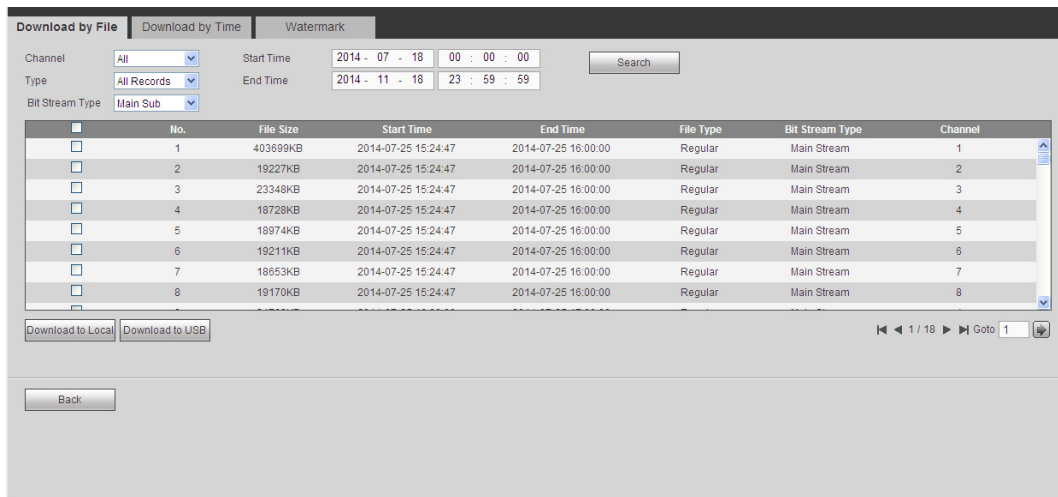 Download by File Download by Time Watermark
Channel All Start Time 2014 - 07 - 18 00 : 00 : 00 Search
Type All Records End Time 2014 - 11 - 18 23 : 59 : 59
Bit Stream Type Main Sub
No. File Size Start Time End Time File Type Bit Stream Type Channel
1 403699KB 2014-07-25 15:24:47 2014-07-25 16:00:00 Regular Main Stream 1
2 19227KB 2014-07-25 15:24:47 2014-07-25 16:00:00 Regular Main Stream 2
3 23348KB 2014-07-25 15:24:47 2014-07-25 16:00:00 Regular Main Stream 3
4 18728KB 2014-07-25 15:24:47 2014-07-25 16:00:00 Regular Main Stream 4
5 18974KB 2014-07-25 15:24:47 2014-07-25 16:00:00 Regular Main Stream 5
6 19211KB 2014-07-25 15:24:47 2014-07-25 16:00:00 Regular Main Stream 6
7 18653KB 2014-07-25 15:24:47 2014-07-25 16:00:00 Regular Main Stream 7
8 19170KB 2014-07-25 15:24:47 2014-07-25 16:00:00 Regular Main Stream 8
Download to Local Download to USB 1 / 18 Goto 1
Back